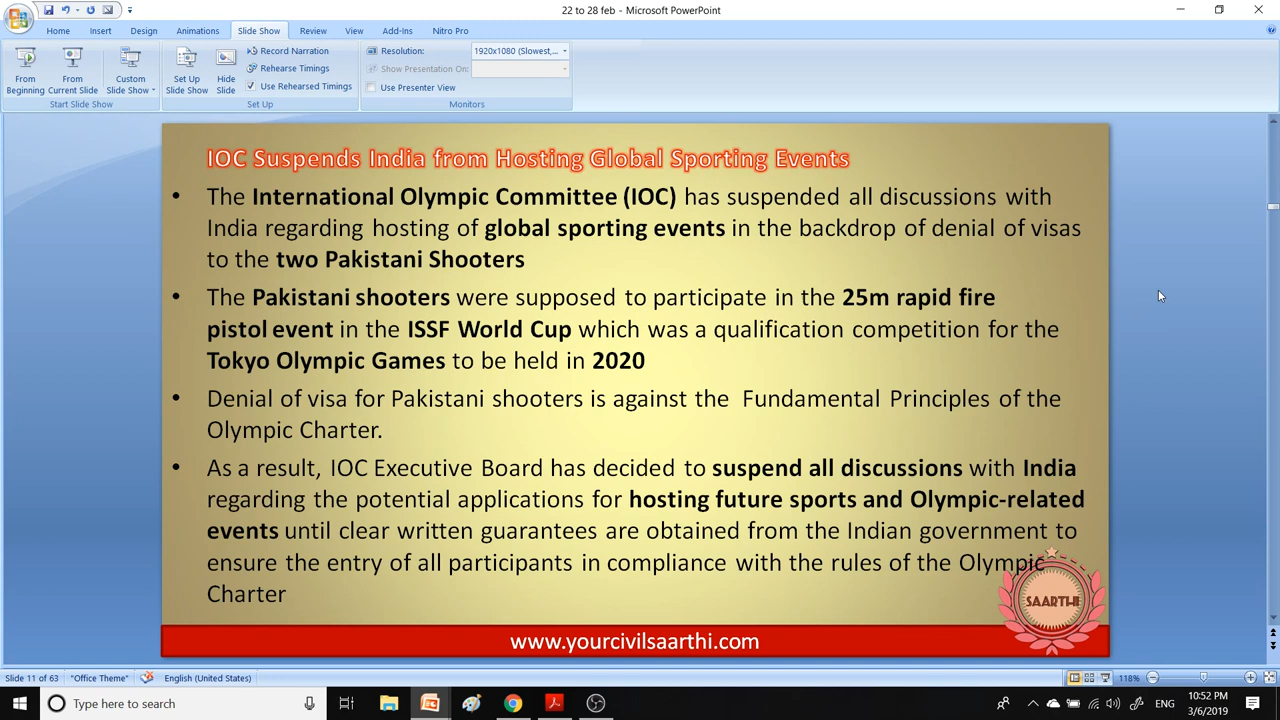 22 to 28 feb - Microsoft PowerPoint
Home Insert Design Animations Slide Show Review View Add-Ins Nitro Pro
From Beginning
From Current Slide
Custom Slide Show
Start Slide Show
Set Up Slide Show
Hide Slide
Record Narration
Rehearse Timings
Use Rehearsed Timings
Set Up
Resolution: 1920x1080 (Slowest,...
Show Presentation On:
Use Presenter View
Monitors
IOC Suspends India from Hosting Global Sporting Events
• The International Olympic Committee (IOC) has suspended all discussions with
India regarding hosting of global sporting events in the backdrop of denial of visas
to the two Pakistani Shooters
• The Pakistani shooters were supposed to participate in the 25m rapid fire
pistol event in the ISSF World Cup which was a qualification competition for the
Tokyo Olympic Games to be held in 2020
• Denial of visa for Pakistani shooters is against the Fundamental Principles of the
Olympic Charter.
• As a result, IOC Executive Board has decided to suspend all discussions with India
regarding the potential applications for hosting future sports and Olympic-related
events until clear written guarantees are obtained from the Indian government to
ensure the entry of all participants in compliance with the rules of the Olympic
Charter
SAARTHI
www.yourcivilsaarthi.com
Slide 11 of 63 "Office Theme" English (United States) 118%
Type here to search
ENG
10:52 PM
3/6/2019